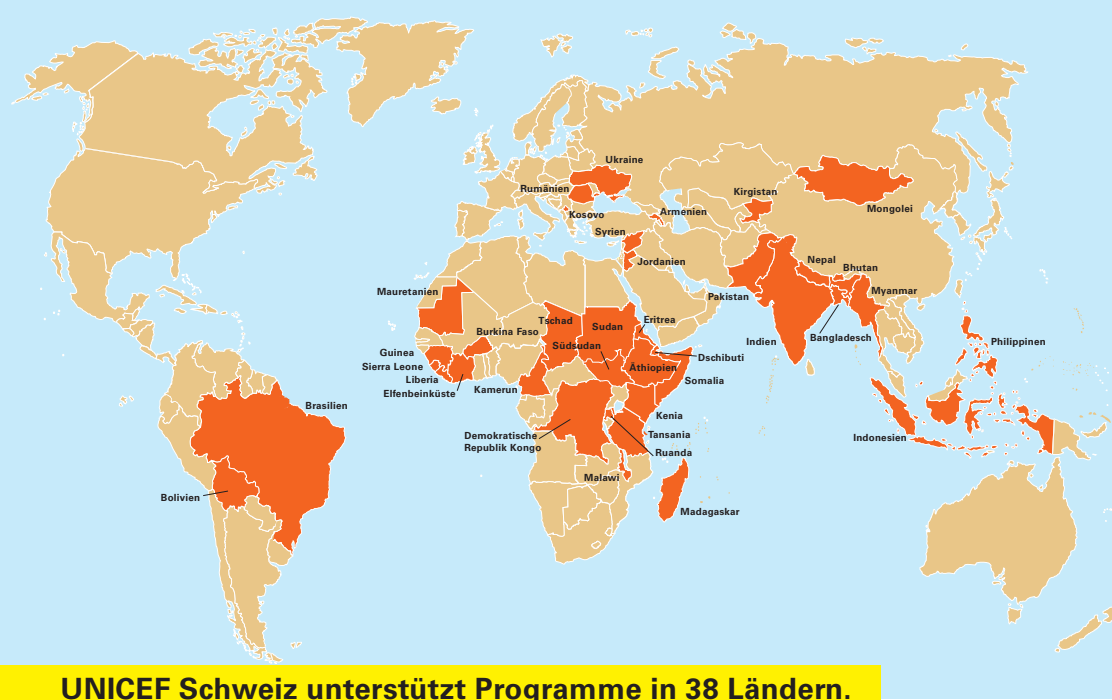 Ukraine
Rumänien
Kirgistan
Kosovo
Armenien
Mongolei
Syrien
Jordanien
Nepal
Bhutan
Mauretanien
Pakistan
Myanmar
Tschad
Eritrea
Burkina Faso
Sudan
Südsudan
Indien
Bangladesch
Philippinen
Guinea
Dschibuti
Sierra Leone
Äthiopien
Liberia
Somalia
Elfenbeinküste
Kamerun
Brasilien
Kenia
Demokratische
Republik Kongo
Tansania
Indonesien
Ruanda
Malawi
Bolivien
Madagaskar
UNICEF Schweiz unterstützt Programme in 38 Ländern.